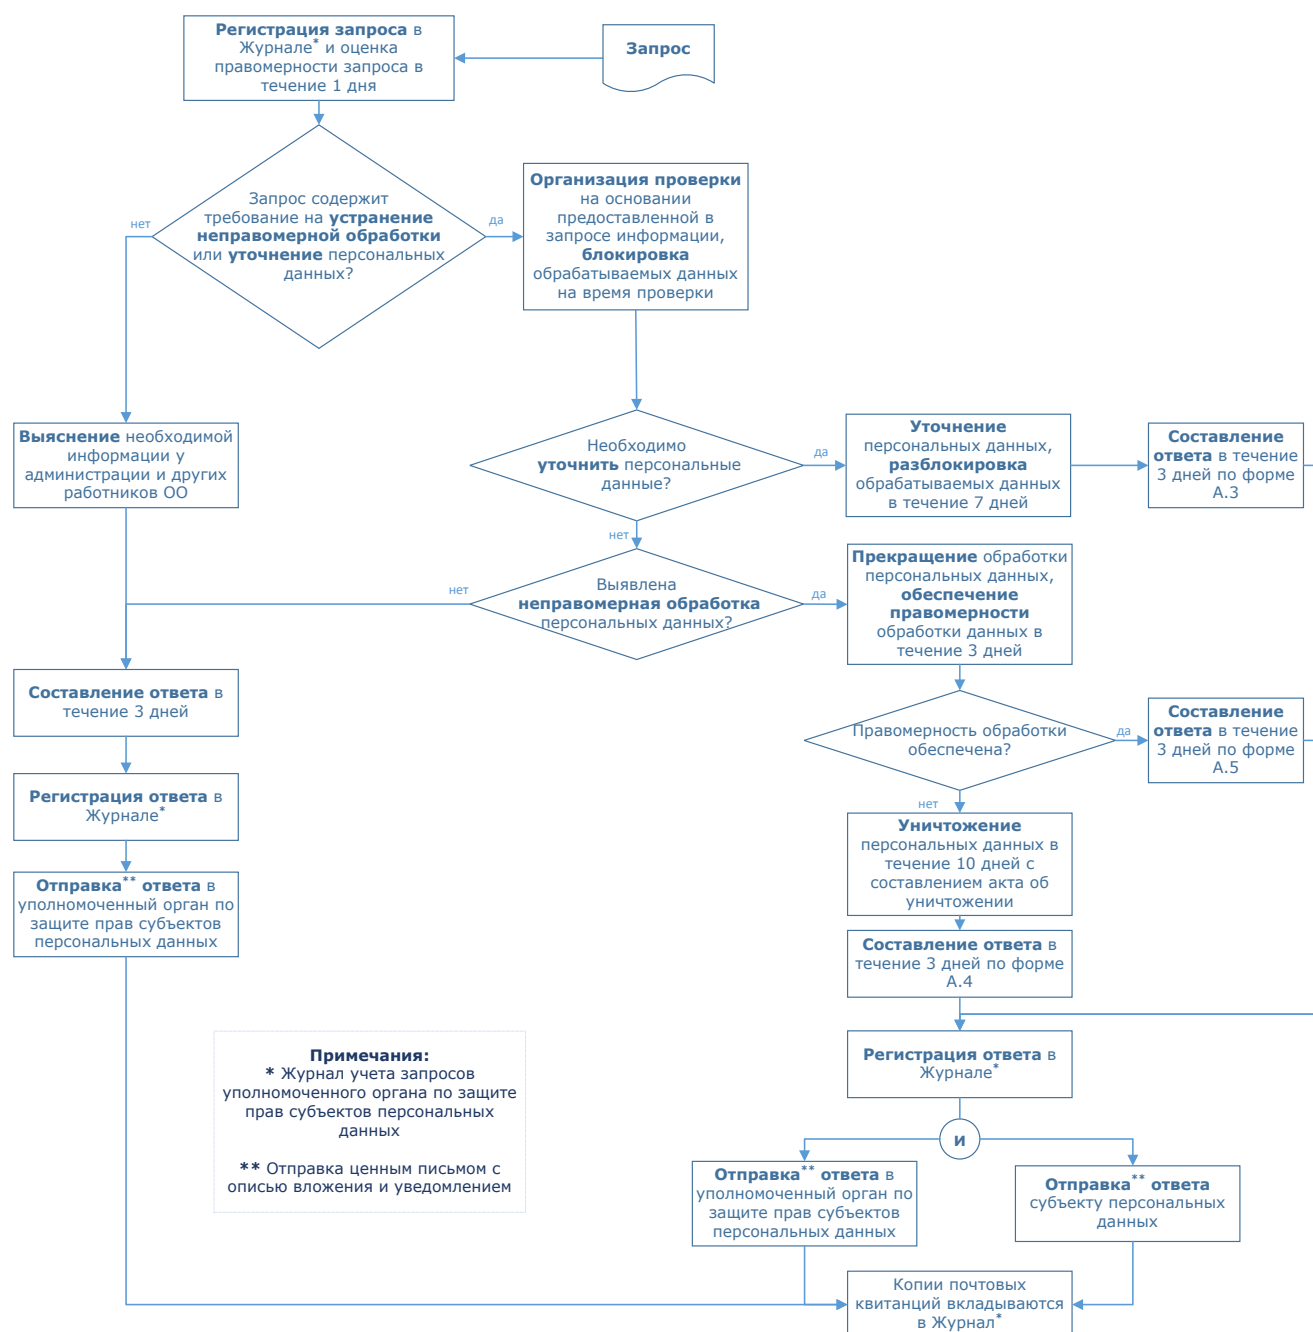 Регистрация запроса в
Журнале* и оценка
правомерности запроса в
течение 1 дня
Запрос
Запрос содержит
требование на устранение
неправомерной обработки
или уточнение персональных
данных?
нет
да
Организация проверки
на основании
предоставленной в
запросе информации,
блокировка
обрабатываемых данных
на время проверки
Выяснение необходимой
информации у
администрации и других
работников ОО
Необходимо
уточнить персональные
данные?
да
нет
Уточнение
персональных данных,
разблокировка
обрабатываемых данных
в течение 7 дней
Составление
ответа в течение
3 дней по форме
А.3
Выявлена
неправомерная обработка
персональных данных?
нет
да
Прекращение обработки
персональных данных,
обеспечение
правомерности
обработки данных в
течение 3 дней
Составление ответа в
течение 3 дней
Правомерность обработки
обеспечена?
да
нет
Составление
ответа в течение
3 дней по форме
А.5
Регистрация ответа в
Журнале*
Уничтожение
персональных данных в
течение 10 дней с
составлением акта об
уничтожении
Отправка** ответа в
уполномоченный орган по
защите прав субъектов
персональных данных
Составление ответа в
течение 3 дней по форме
А.4
Примечания:
* Журнал учета запросов
уполномоченного органа по защите
прав субъектов персональных
данных
** Отправка ценным письмом с
описью вложения и уведомлением
Регистрация ответа в
Журнале*
и
Отправка** ответа в
уполномоченный орган по
защите прав субъектов
персональных данных
Отправка** ответа
субъекту персональных
данных
Копии почтовых
квитанций вкладываются
в Журнал*